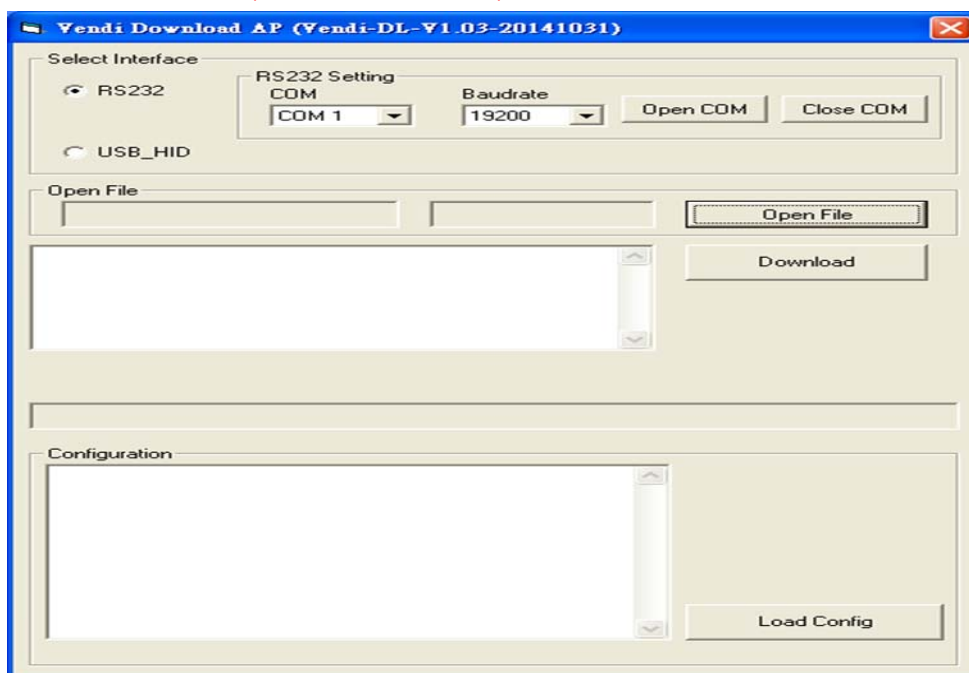 Vendi Download AP (Vendi-DL-V1.03-20141031)
Select Interface
RS232
RS232 Setting
COM
Baudrate
COM 1
19200
Open COM
Close COM
USB_HID
Open File
Open File
Download
Configuration
Load Config